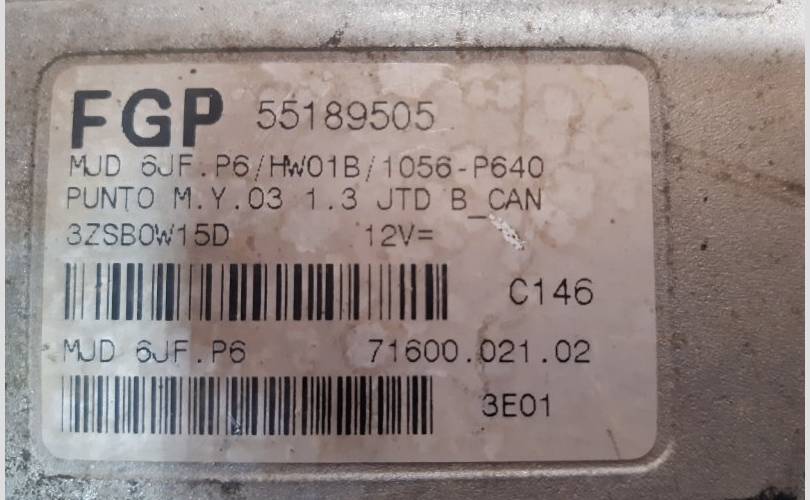 FGP 55189505
MJD 6JF.P6/HW01B/1056-P640
PUNTO M.Y.03 1.3 JTD B_CAN
3ZSB0W15D 12V=
C146
MJD 6JF.P6 71600.021.02
3E01